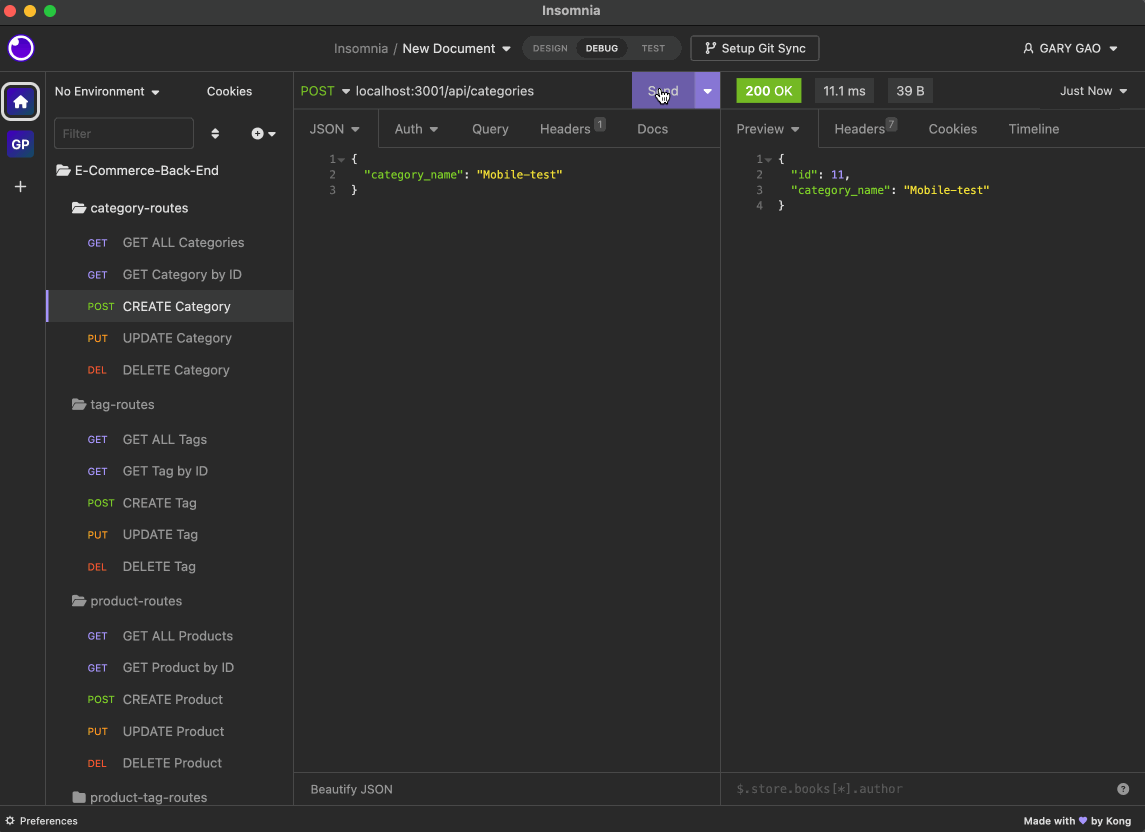 Insomnia
Insomnia / New Document
DESIGN DEBUG TEST
Setup Git Sync
GARY GAO
GP
No Environment
Cookies
Filter
E-Commerce-Back-End
category-routes
GET GET ALL Categories
GET GET Category by ID
POST CREATE Category
PUT UPDATE Category
DEL DELETE Category
tag-routes
GET GET ALL Tags
GET GET Tag by ID
POST CREATE Tag
PUT UPDATE Tag
DEL DELETE Tag
product-routes
GET GET ALL Products
GET GET Product by ID
POST CREATE Product
PUT UPDATE Product
DEL DELETE Product
product-tag-routes
POST localhost:3001/api/categories Send
JSON Auth Query Headers 1 Docs
1 {
2 "category_name": "Mobile-test"
3 }
Beautify JSON
200 OK 11.1 ms 39 B Just Now
Preview Headers 7 Cookies Timeline
1 {
2 "id": 11,
3 "category_name": "Mobile-test"
4 }
$.store.books[*].author ?
Preferences
Made with 💜 by Kong